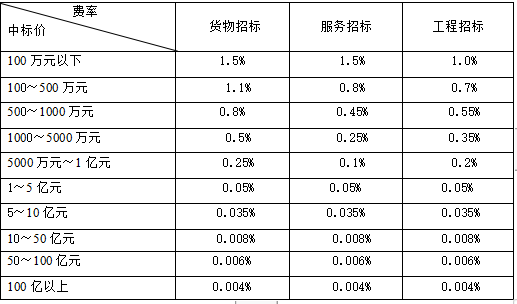 费率
中标价
货物招标 服务招标 工程招标
100 万元以下 1.5% 1.5% 1.0%
100～500 万元 1.1% 0.8% 0.7%
500～1000 万元 0.8% 0.45% 0.55%
1000～5000 万元 0.5% 0.25% 0.35%
5000 万元～1 亿元 0.25% 0.1% 0.2%
1～5 亿元 0.05% 0.05% 0.05%
5～10 亿元 0.035% 0.035% 0.035%
10～50 亿元 0.008% 0.008% 0.008%
50～100 亿元 0.006% 0.006% 0.006%
100 亿以上 0.004% 0.004% 0.004%